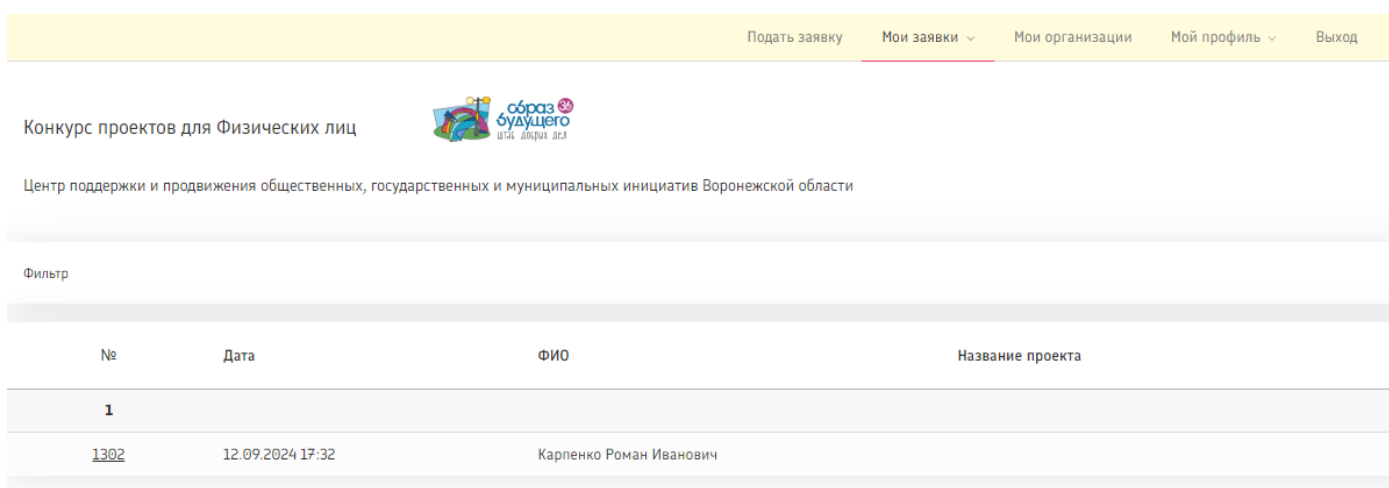 Подать заявку Мои заявки Мои организации Мой профиль Выход
образ 36
будущего
штаб добрых дел
Конкурс проектов для Физических лиц
Центр поддержки и продвижения общественных, государственных и муниципальных инициатив Воронежской области
Фильтр
№ Дата ФИО Название проекта
1
1302 12.09.2024 17:32 Карпенко Роман Иванович